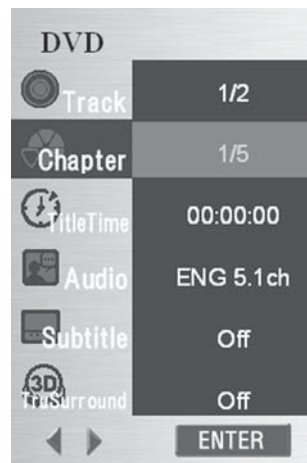 DVD
Track 1/2
Chapter 1/5
TitleTime 00:00:00
Audio ENG 5.1ch
Subtitle Off
(3D)
TruSurround Off
ENTER